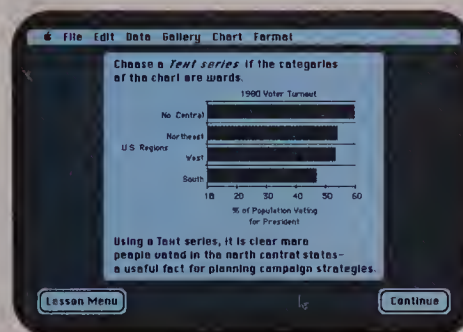 File Edit Data Gallery Chart Format
Choose a Text series if the categories
of the chart are words.
1980 Voter Turnout
No. Central
Northeast
U.S. Regions
West
South
10 20 30 40 50 60
% of Population Voting
for President
Using a Text series, it is clear more
people voted in the north central states–
a useful fact for planning campaign strategies.
Lesson Menu
Continue